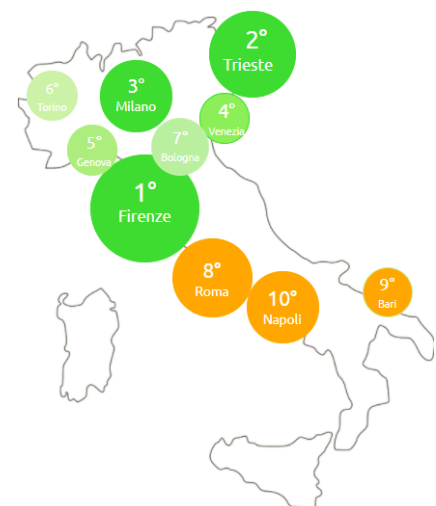 2°
Trieste
6°
Torino
3°
Milano
4°
Venezia
5°
Genova
7°
Bologna
1°
Firenze
8°
Roma
9°
Bari
10°
Napoli